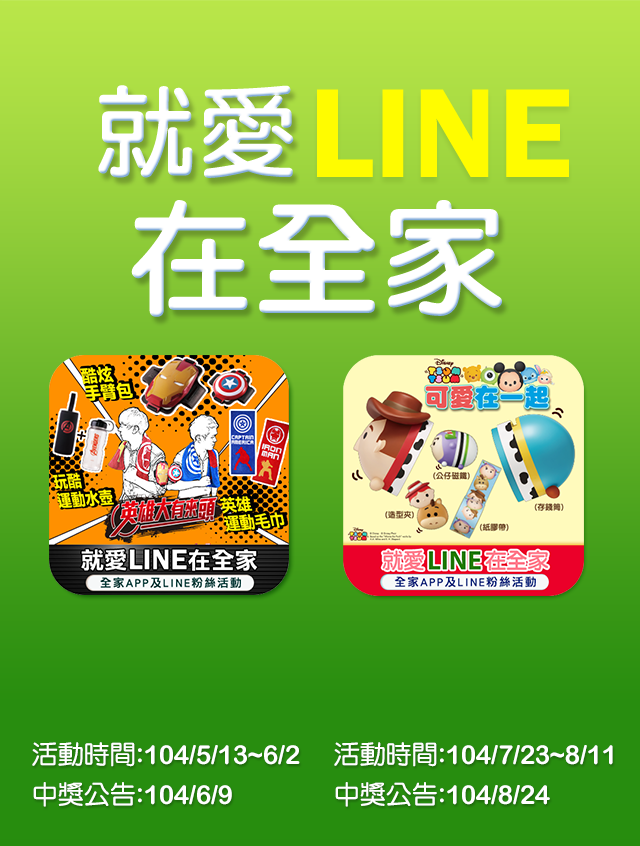 就愛LINE
在全家
酷炫
手臂包
CAPTAIN
AMERICA
IRON
MAN
玩酷
運動水壺
英雄大有來頭
英雄
運動毛巾
就愛LINE在全家
全家APP及LINE粉絲活動
Disney
TSUM
TSUM
可愛在一起
(公仔磁鐵)
(造型夾)
(紙膠帶)
(存錢筒)
就愛LINE在全家
全家APP及LINE粉絲活動
活動時間:104/5/13~6/2
中獎公告:104/6/9
活動時間:104/7/23~8/11
中獎公告:104/8/24